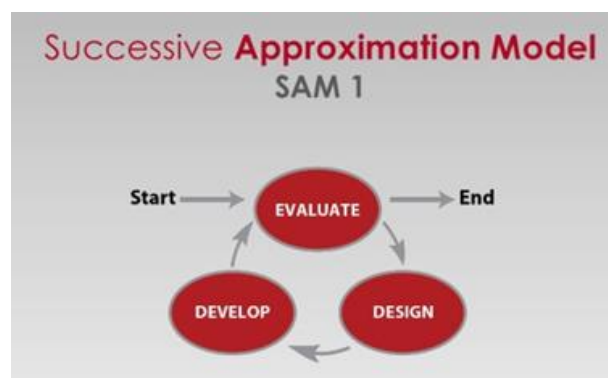 Successive Approximation Model
SAM 1
Start
EVALUATE
End
DEVELOP
DESIGN